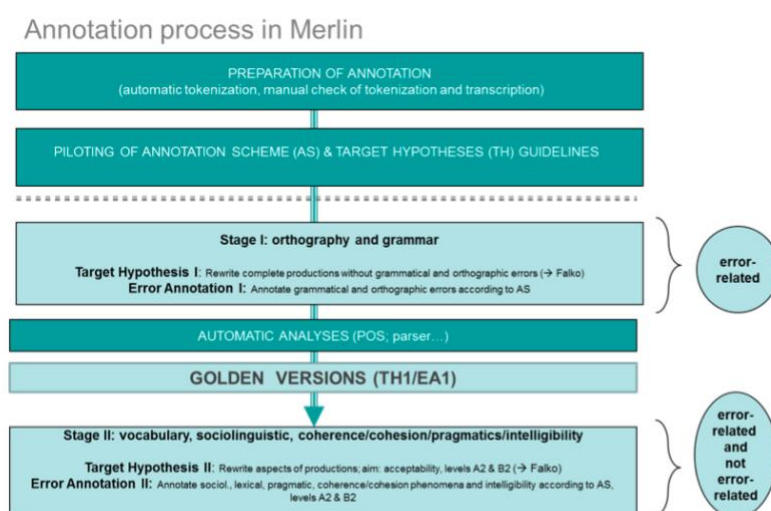 Annotation process in Merlin
PREPARATION OF ANNOTATION
(automatic tokenization, manual check of tokenization and transcription)
PILOTING OF ANNOTATION SCHEME (AS) & TARGET HYPOTHESES (TH) GUIDELINES
Stage I: orthography and grammar
Target Hypothesis I: Rewrite complete productions without grammatical and orthographic errors (→ Falko)
Error Annotation I: Annotate grammatical and orthographic errors according to AS
error-
related
AUTOMATIC ANALYSES (POS; parser…)
GOLDEN VERSIONS (TH1/EA1)
Stage II: vocabulary, sociolinguistic, coherence/cohesion/pragmatics/intelligibility
Target Hypothesis II: Rewrite aspects of productions; aim: acceptability, levels A2 & B2 (→ Falko)
Error Annotation II: Annotate sociol., lexical, pragmatic, coherence/cohesion phenomena and intelligibility according to AS,
levels A2 & B2
error-
related
and
not
error-
related